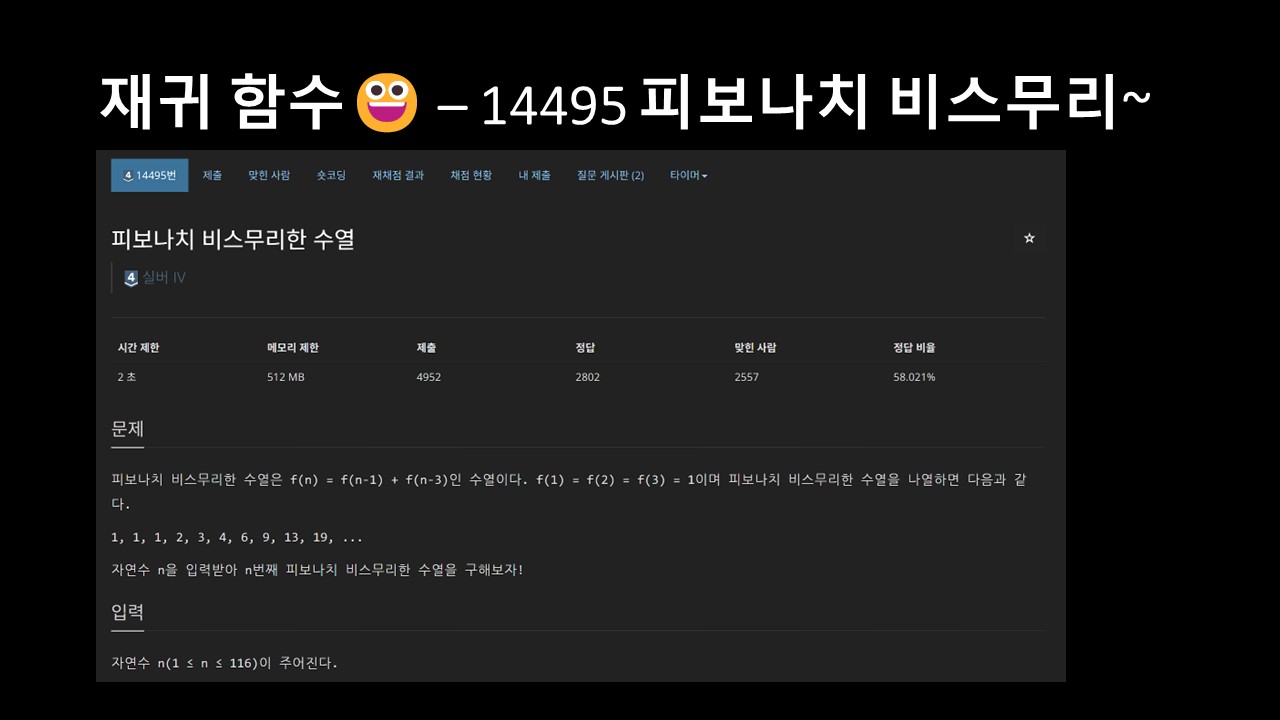 재귀 함수😀 – 14495 피보나치 비스무리~
4 14495번 제출 맞힌 사람 숏코딩 재채점 결과 채점 현황 내 제출 질문 게시판 (2) 타이머
피보나치 비스무리한 수열
4 실버 IV
시간 제한 메모리 제한 제출 정답 맞힌 사람 정답 비율
2 초 512 MB 4952 2802 2557 58.021%
문제
피보나치 비스무리한 수열은 f(n) = f(n-1) + f(n-3)인 수열이다. f(1) = f(2) = f(3) = 1이며 피보나치 비스무리한 수열을 나열하면 다음과 같
다.
1, 1, 1, 2, 3, 4, 6, 9, 13, 19, ...
자연수 n을 입력받아 n번째 피보나치 비스무리한 수열을 구해보자!
입력
자연수 n(1 ≤ n ≤ 116)이 주어진다.